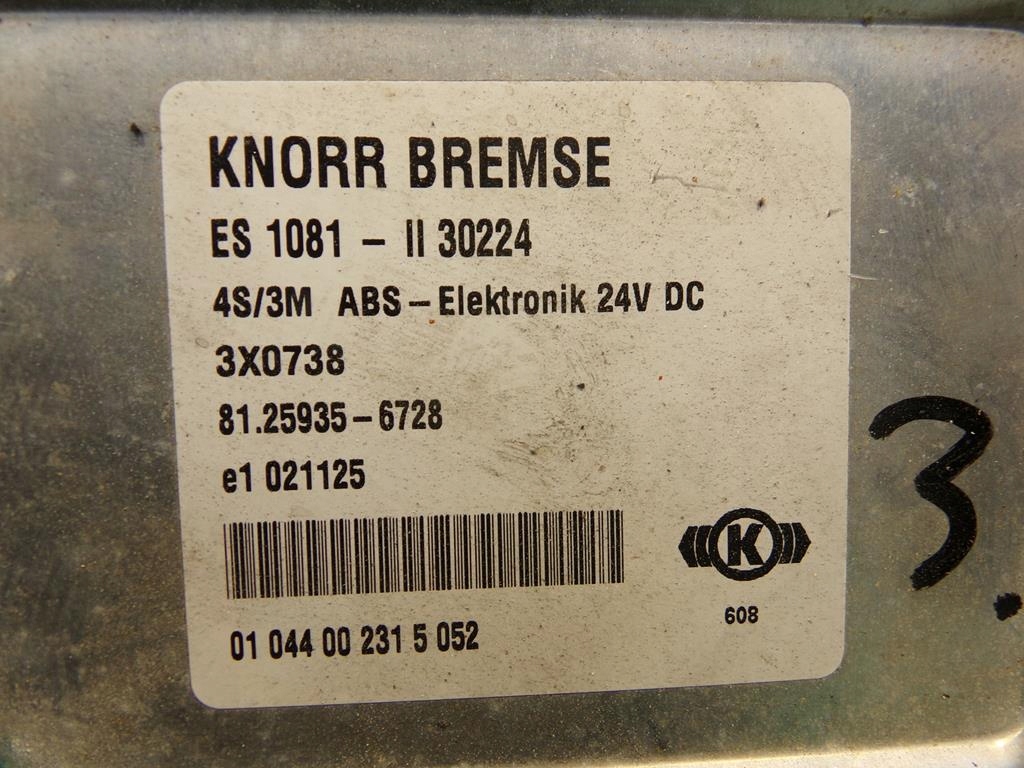 KNORR BREMSE
ES 1081 - II 30224
4S/3M ABS - Elektronik 24V DC
3X0738
81.25935 - 6728
e1 021125
K
01 044 00 231 5 052
608
3.